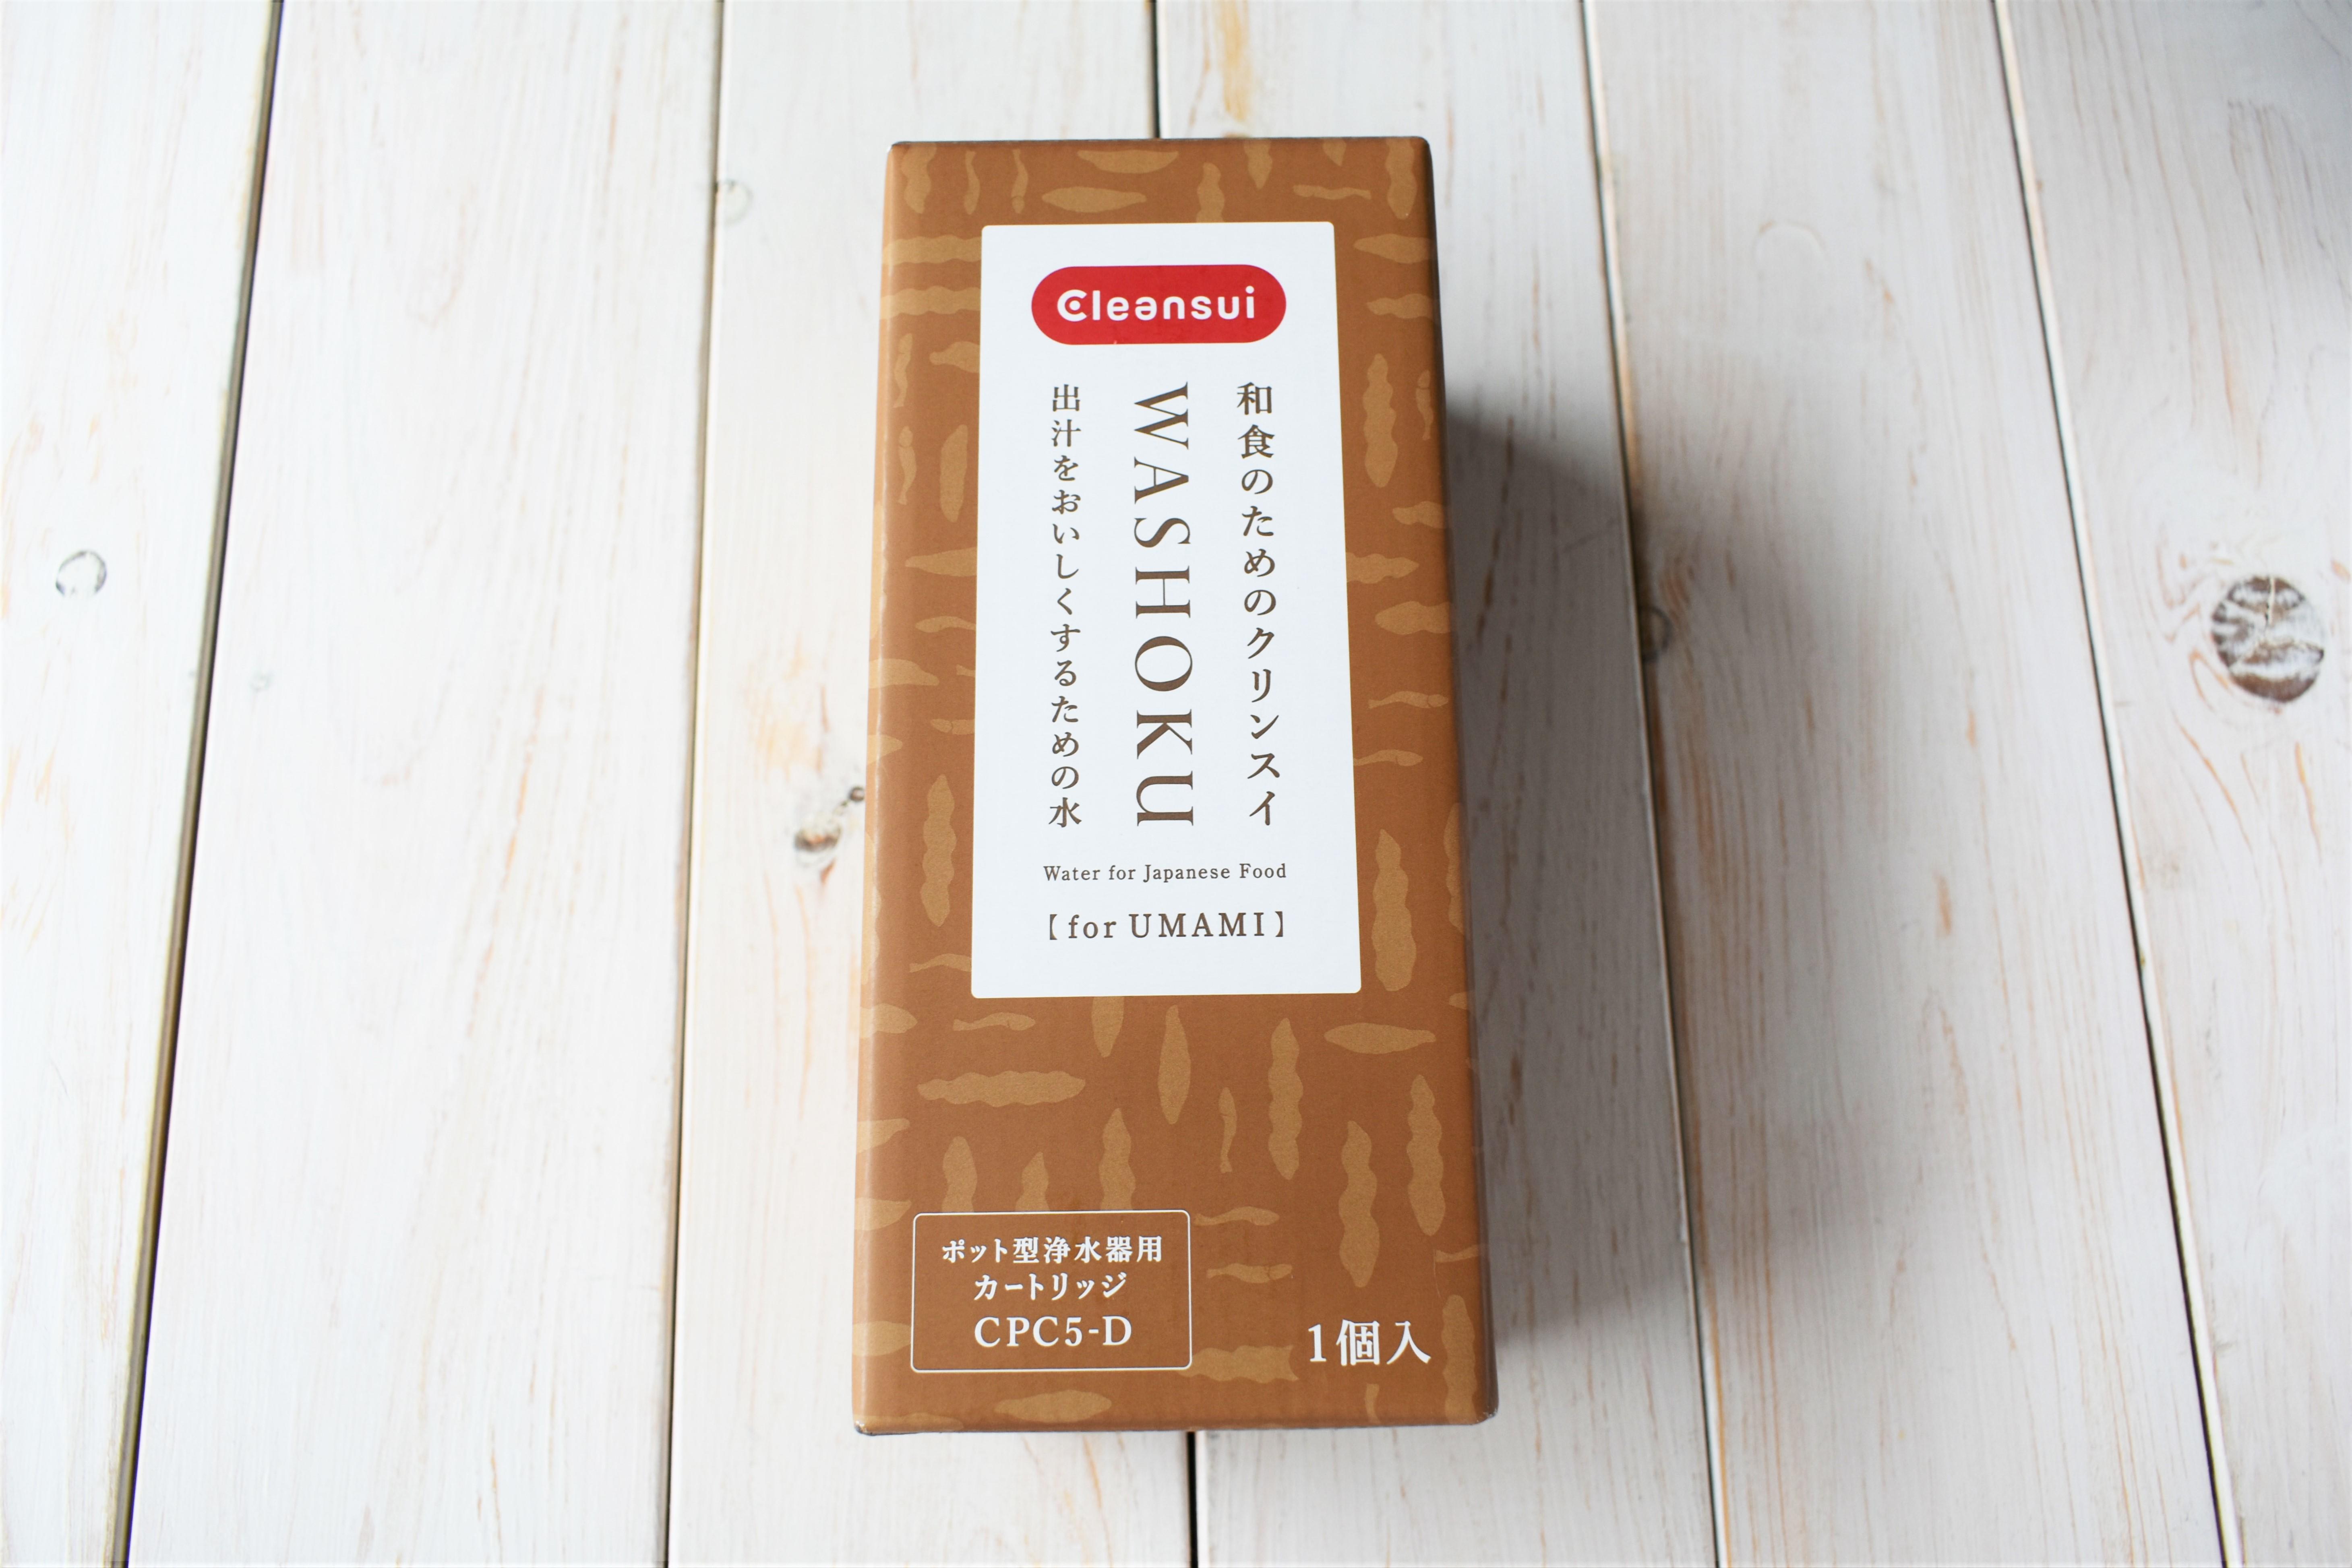 Cleansui
和食のためのクリンスイ
WASHOKU
出汁をおいしくするための水
Water for Japanese Food
【for UMAMI】
ポット型浄水器用
カートリッジ
CPC5-D
1個入